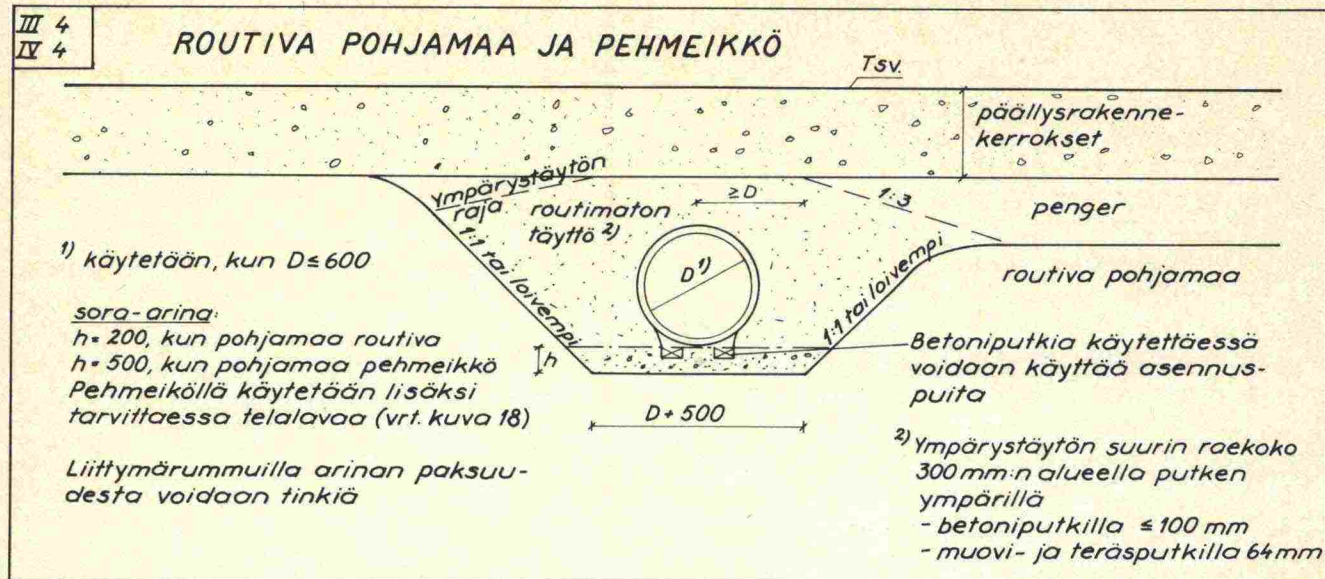 III 4
IV 4
ROUTIVA POHJAMAA JA PEHMEIKKÖ
Tsv.
päällysrakenne-
kerrokset
Ympärystäytön
raja
routimaton
täyttö 2)
≥D
1:3
penger
1:1 tai loivempi
D 1)
1:1 tai loivempi
routiva pohjamaa
1) käytetään, kun D≤600
sora-arina:
h=200, kun pohjamaa routiva
h=500, kun pohjamaa pehmeikkö
Pehmeiköllä käytetään lisäksi
tarvittaessa telalavaa (vrt. kuva 18)
h
Betoniputkia käytettäessä
voidaan käyttää asennus-
puita
D+500
Liittymärummuilla arinan paksuu-
desta voidaan tinkiä
2) Ympärystäytön suurin raekoko
300 mm:n alueella putken
ympärillä
- betoniputkilla ≤100 mm
- muovi- ja teräsputkilla 64mm